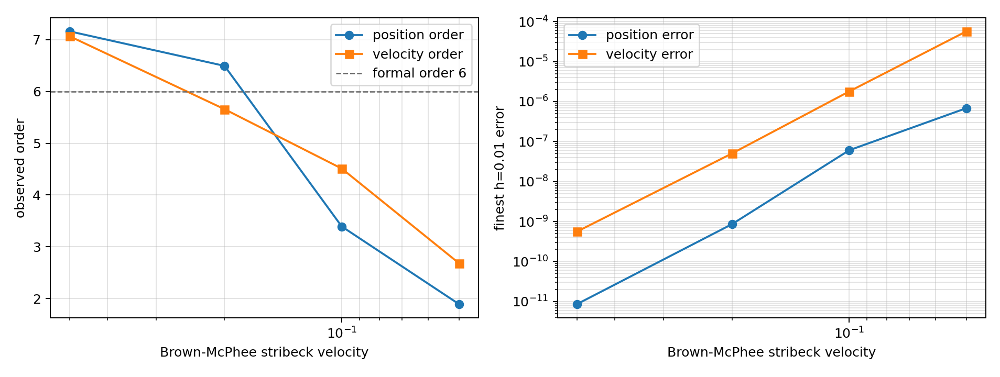 7
6
5
4
3
2
observed order
position order
velocity order
formal order 6
10⁻¹
Brown-McPhee stribeck velocity
10⁻⁴
10⁻⁵
10⁻⁶
10⁻⁷
10⁻⁸
10⁻⁹
10⁻¹⁰
10⁻¹¹
finest h=0.01 error
position error
velocity error
10⁻¹
Brown-McPhee stribeck velocity